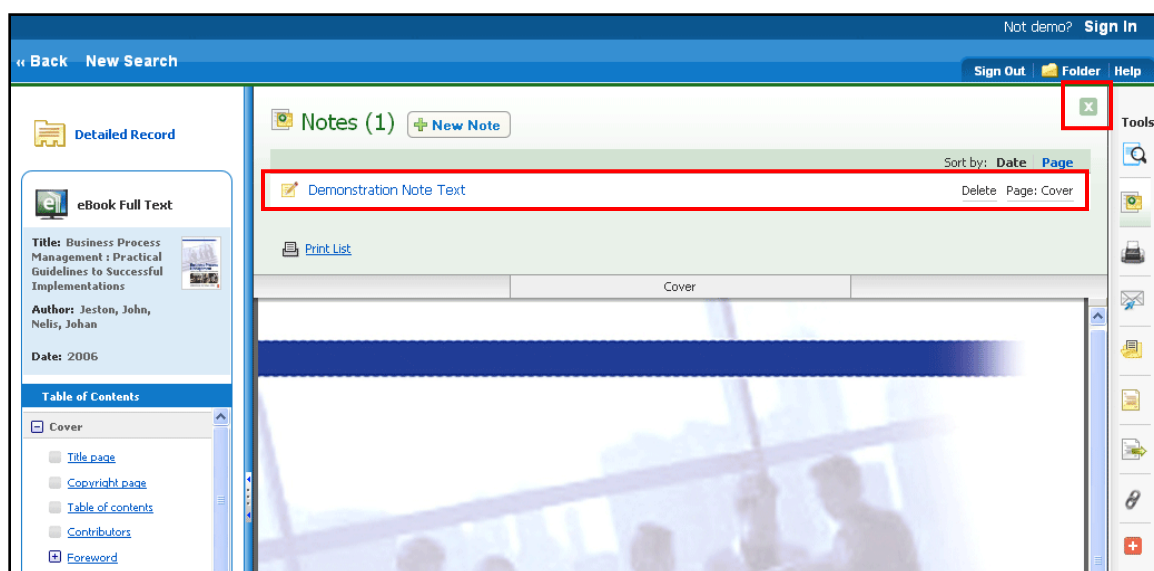 Not demo? Sign In
‹‹ Back New Search
Sign Out Folder Help
Detailed Record
eBook Full Text
Title: Business Process
Management : Practical
Guidelines to Successful
Implementations
Author: Jeston, John,
Nelis, Johan
Date: 2006
Table of Contents
Cover
Title page
Copyright page
Table of contents
Contributors
Foreword
Notes (1) New Note
Sort by: Date Page
Demonstration Note Text Delete Page: Cover
Print List
Cover
Tools